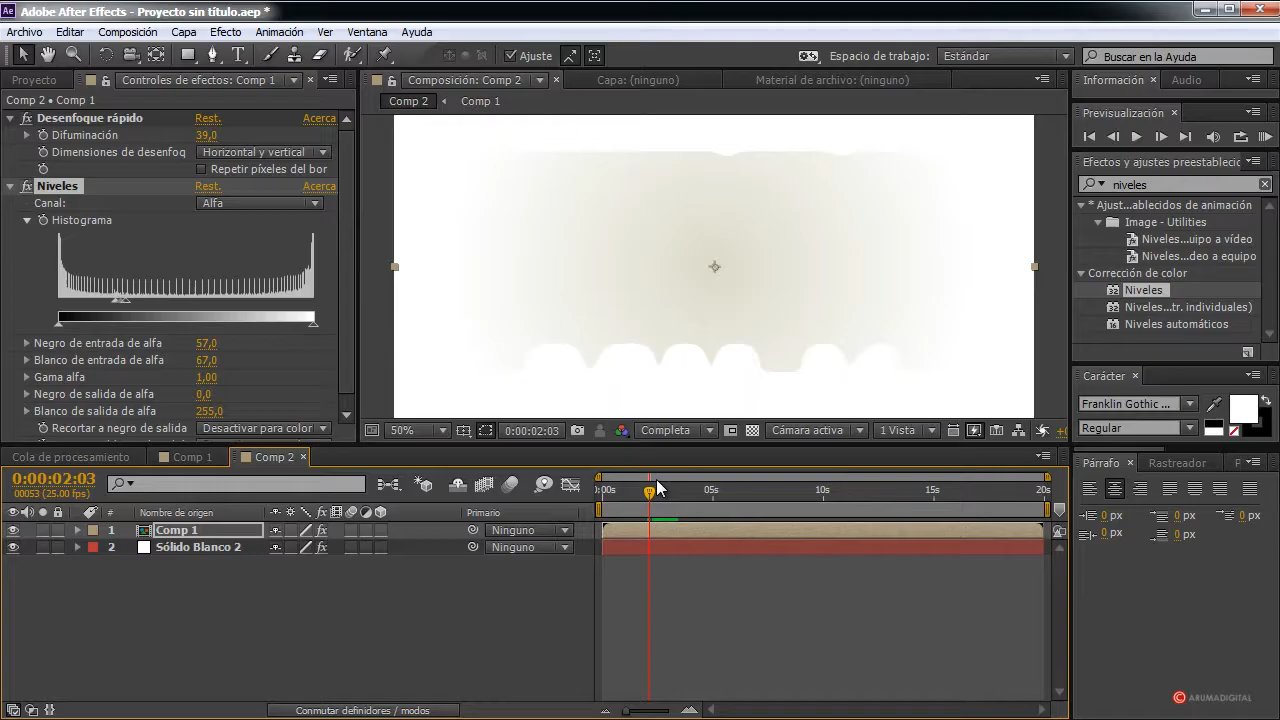 Adobe After Effects - Proyecto sin título.aep *
Archivo Editar Composición Capa Efecto Animación Ver Ventana Ayuda
Ajuste Espacio de trabajo: Estándar Buscar en la Ayuda
Proyecto Controles de efectos: Comp 1 Composición: Comp 2 Capa: (ninguno) Material de archivo: (ninguno) Información Audio
Comp 2 • Comp 1 Comp 2 Comp 1
Previsualización
Desenfoque rápido Rest. Acerca
Difuminación 39,0
Dimensiones de desenfoq Horizontal y vertical
Repetir píxeles del bor
Niveles Rest. Acerca
Canal: Alfa
Histograma
Negro de entrada de alfa 57,0
Blanco de entrada de alfa 67,0
Gama alfa 1,00
Negro de salida de alfa 0,0
Blanco de salida de alfa 255,0
Recortar a negro de salida Desactivar para color
Efectos y ajustes preestablecic
niveles
* Ajust...ablecidos de animación
Image - Utilities
Niveles...uipo a vídeo
Niveles...deo a equipo
Corrección de color
32 Niveles
32 Niveles...tr. individuales)
16 Niveles automáticos
Carácter
Franklin Gothic ...
Regular
50% 0:00:02:03 Completa Cámara activa 1 Vista
Cola de procesamiento Comp 1 Comp 2
0:00:02:03
00053 (25.00 fps)
Nº Nombre de origen Primario
1 Comp 1 Ninguno
2 Sólido Blanco 2 Ninguno
0:00s 05s 10s 15s 20s
Párrafo Rastreador
0 px 0 px 0 px
0 px 0 px
Conmutar definidores / modos
© ARUMADIGITAL